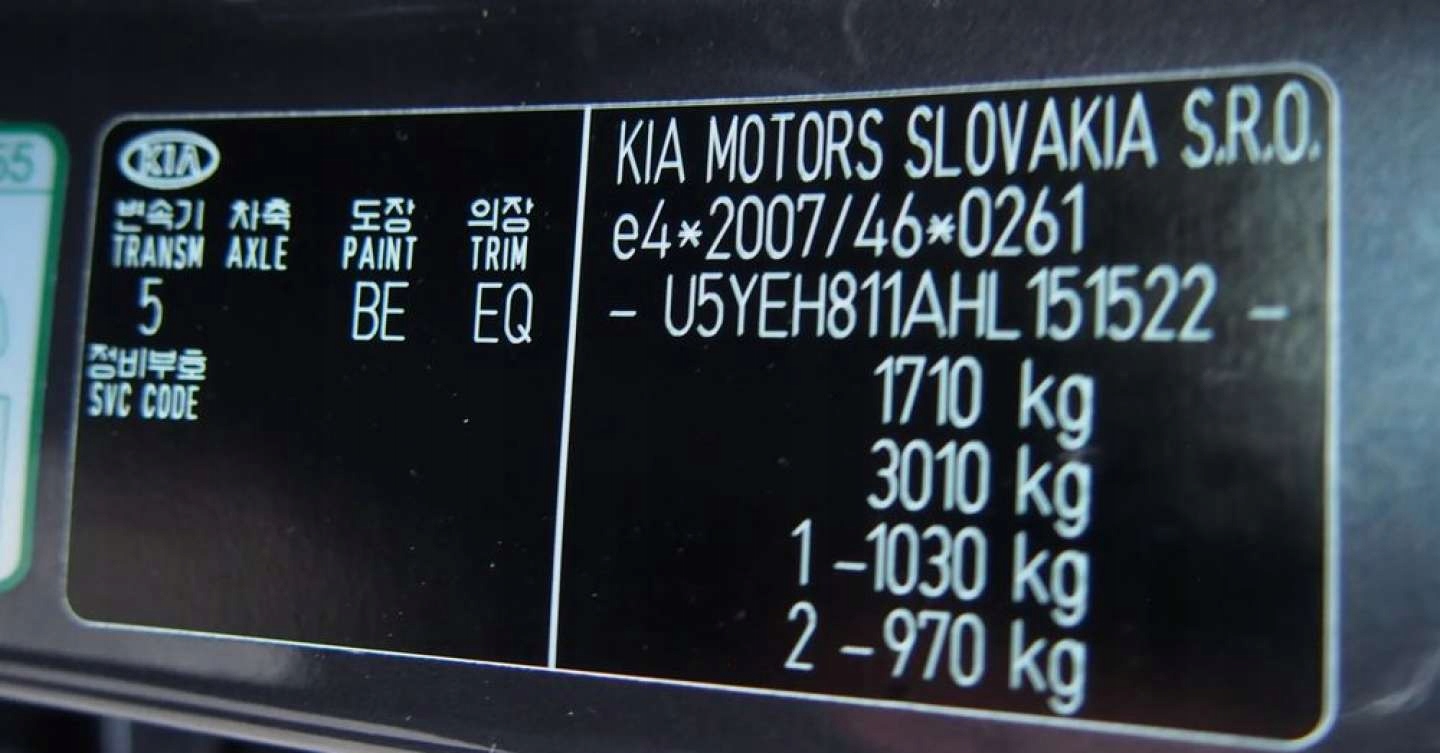 55
KIA
변속기 차축 도장 의장
TRANSM AXLE PAINT TRIM
5 BE EQ
정비부호
SVC CODE
KIA MOTORS SLOVAKIA S.R.O.
e4*2007/46*0261
- U5YEH811AHL151522 -
1710 kg
3010 kg
1 -1030 kg
2 -970 kg